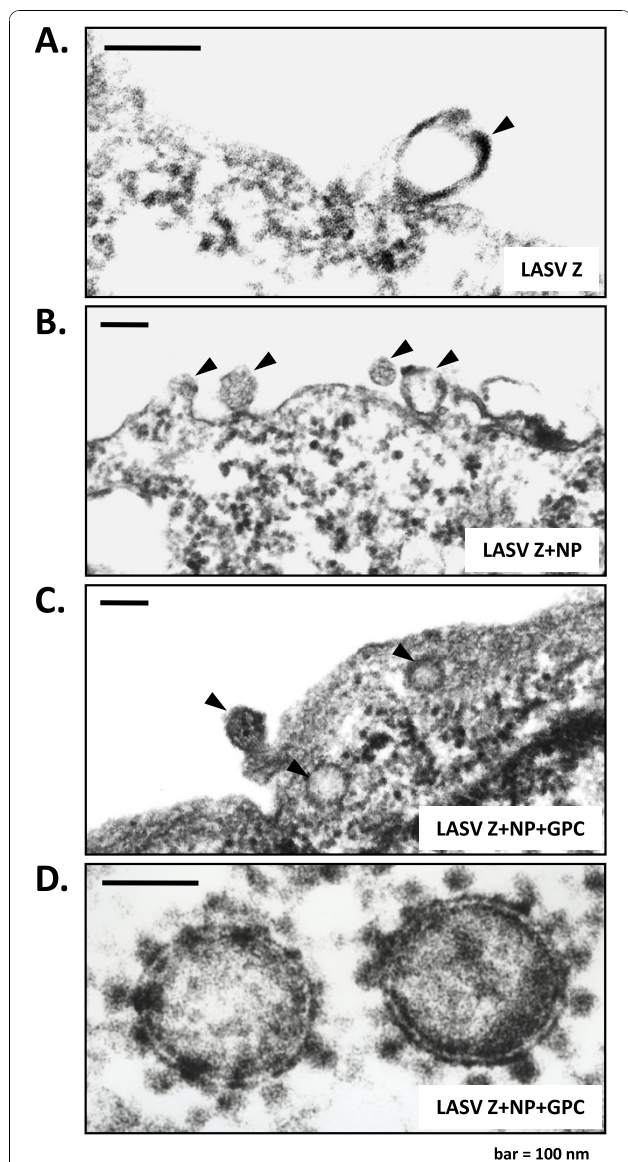 A.
LASV Z
B.
LASV Z+NP
C.
LASV Z+NP+GPC
D.
LASV Z+NP+GPC
bar = 100 nm